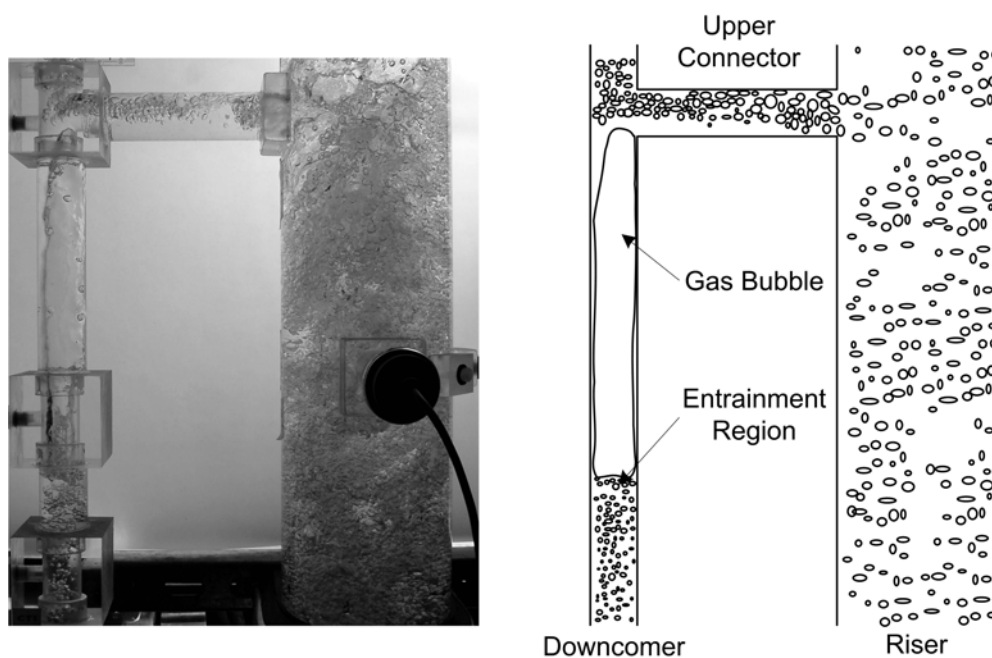 Upper
Connector
Gas Bubble
Entrainment
Region
Downcomer
Riser